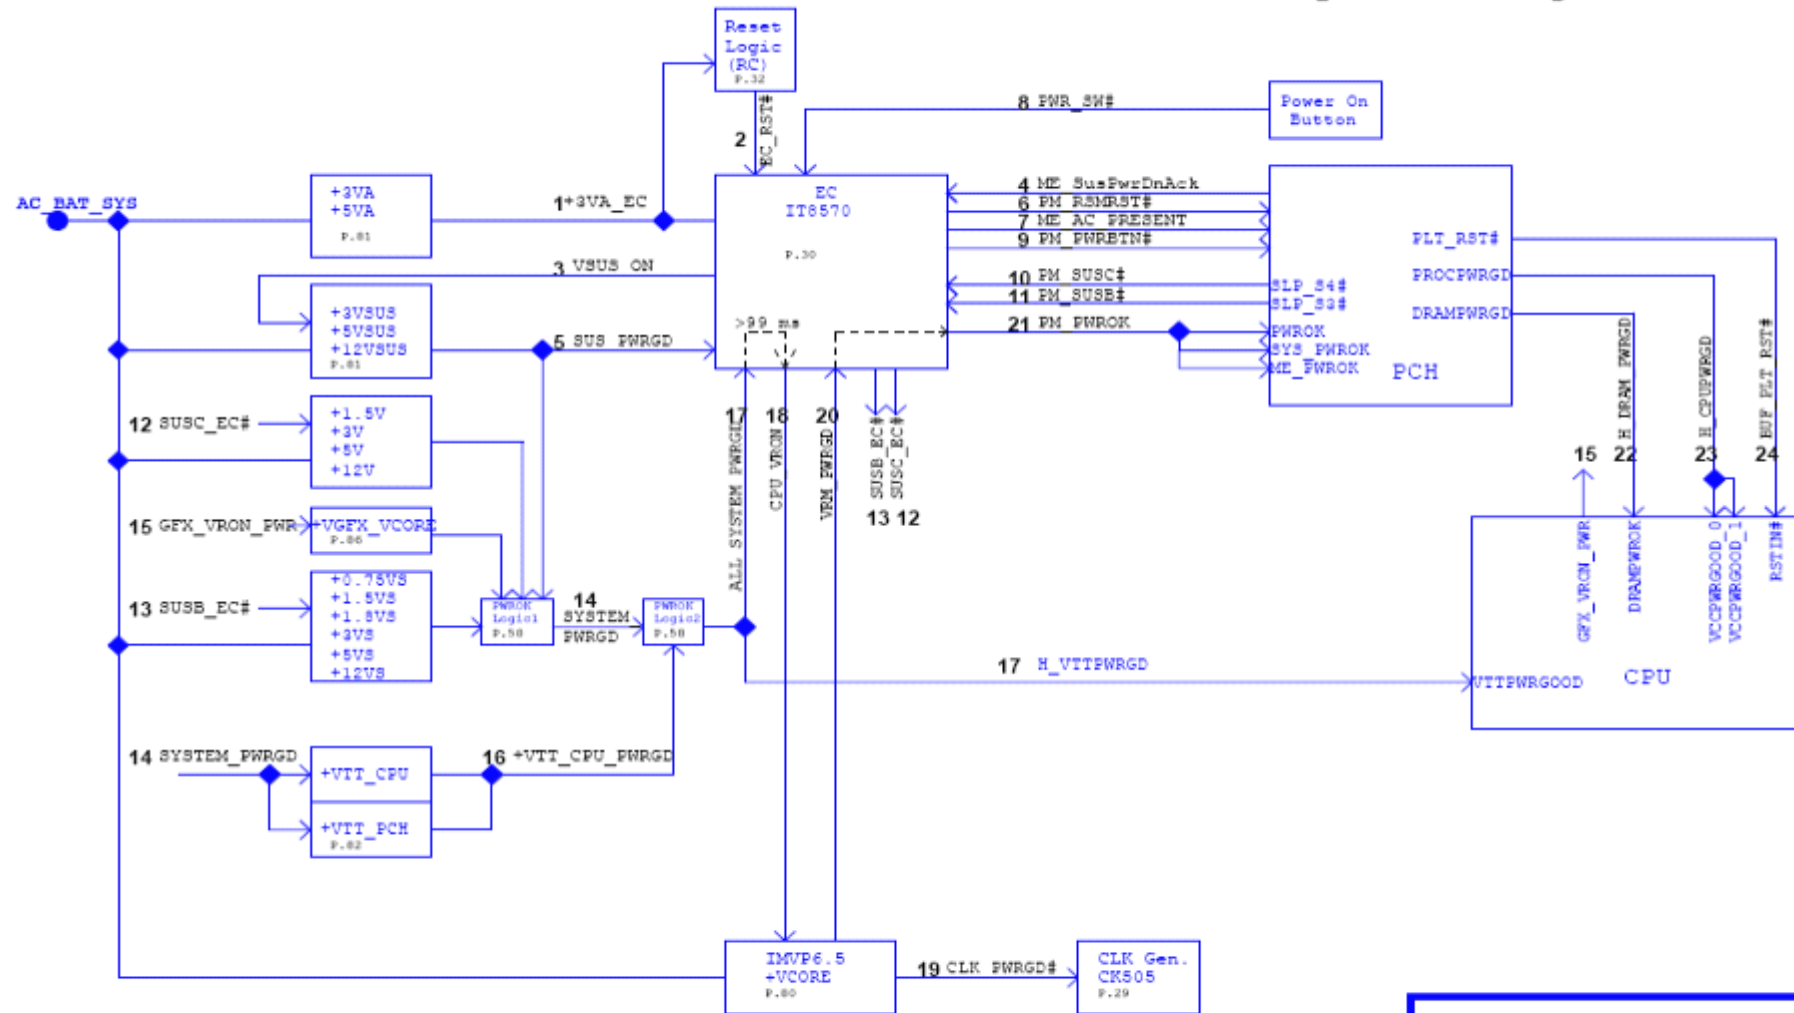 Reset
Logic
(RC)
P.32
8 PWR_SW#
Power On
Button
2
EC_RST#
AC_BAT_SYS
+3VA
+5VA
P.81
1 +3VA_EC
EC
IT8570
P.30
4 ME_SusPwrDnAck
6 PM_RSMRST#
7 ME_AC_PRESENT
9 PM_PWRBTN#
10 PM_SUSC#
11 PM_SUSB#
21 PM_PWROK
PLT_RST#
PROCPWRGD
DRAMPWRGD
SLP_S4#
SLP_S3#
PWROK
SYS_PWROK
ME_PWROK
PCH
3 VSUS_ON
+3VSUS
+5VSUS
+12VSUS
P.81
5 SUS_PWRGD
>99 ms
12 SUSC_EC#
+1.5V
+3V
+5V
+12V
15 GFX_VRON_PWR
+VGFX_VCORE
P.86
13 SUSB_EC#
+0.75VS
+1.5VS
+1.8VS
+3VS
+5VS
+12VS
PWROK
Logic1
P.58
14
SYSTEM_
PWRGD
PWROK
Logic2
P.58
17
ALL SYSTEM PWRGD
18
CPU_VRON
20
VRM_PWRGD
SUSB_EC#
13
SUSC_EC#
12
15
22
H_DRAM_PWRGD
23
H_CPUPWRGD
24
BUF_PLT_RST#
GFX_VRON_PWR
DRAMPWROK
VCCPWRGOOD_0
VCCPWRGOOD_1
RSTIN#
17 H_VTTPWRGD
VTTPWRGOOD
CPU
14 SYSTEM_PWRGD
+VTT_CPU
+VTT_PCH
P.82
16 +VTT_CPU_PWRGD
IMVP6.5
+VCORE
P.80
19 CLK_PWRGD#
CLK Gen.
CK505
P.29